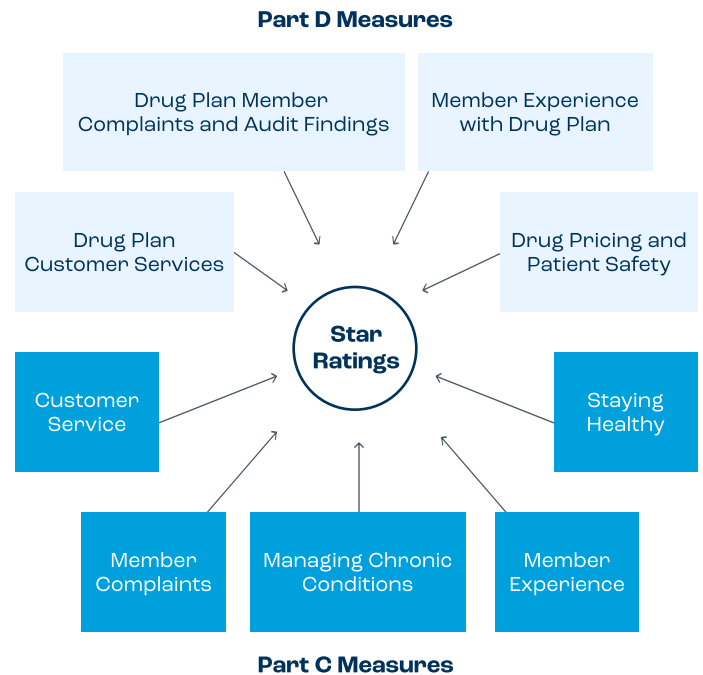 Part D Measures
Drug Plan Member
Complaints and Audit Findings
Member Experience
with Drug Plan
Drug Plan
Customer Services
Drug Pricing and
Patient Safety
Star
Ratings
Customer
Service
Staying
Healthy
Member
Complaints
Managing Chronic
Conditions
Member
Experience
Part C Measures